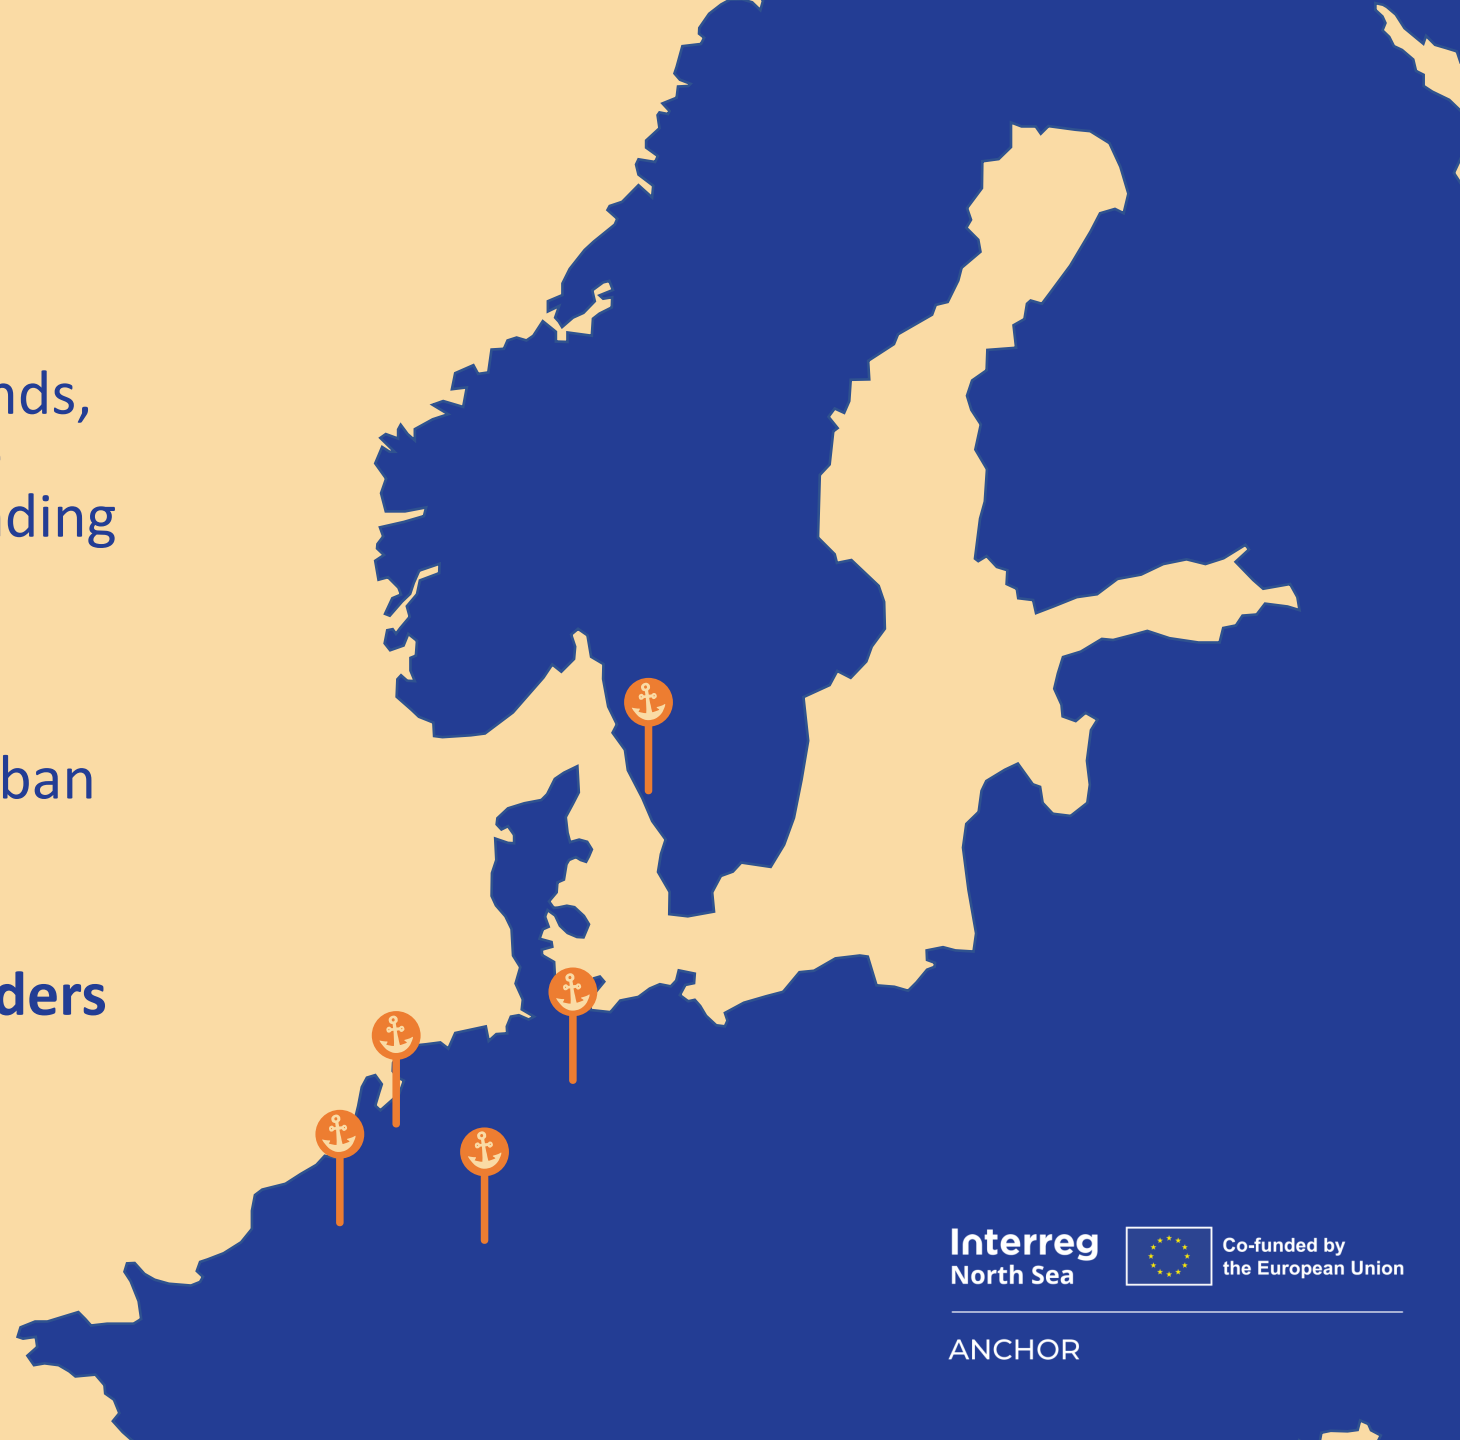 nds,
ding
ban
ders
Interreg
North Sea
Co-funded by
the European Union
ANCHOR